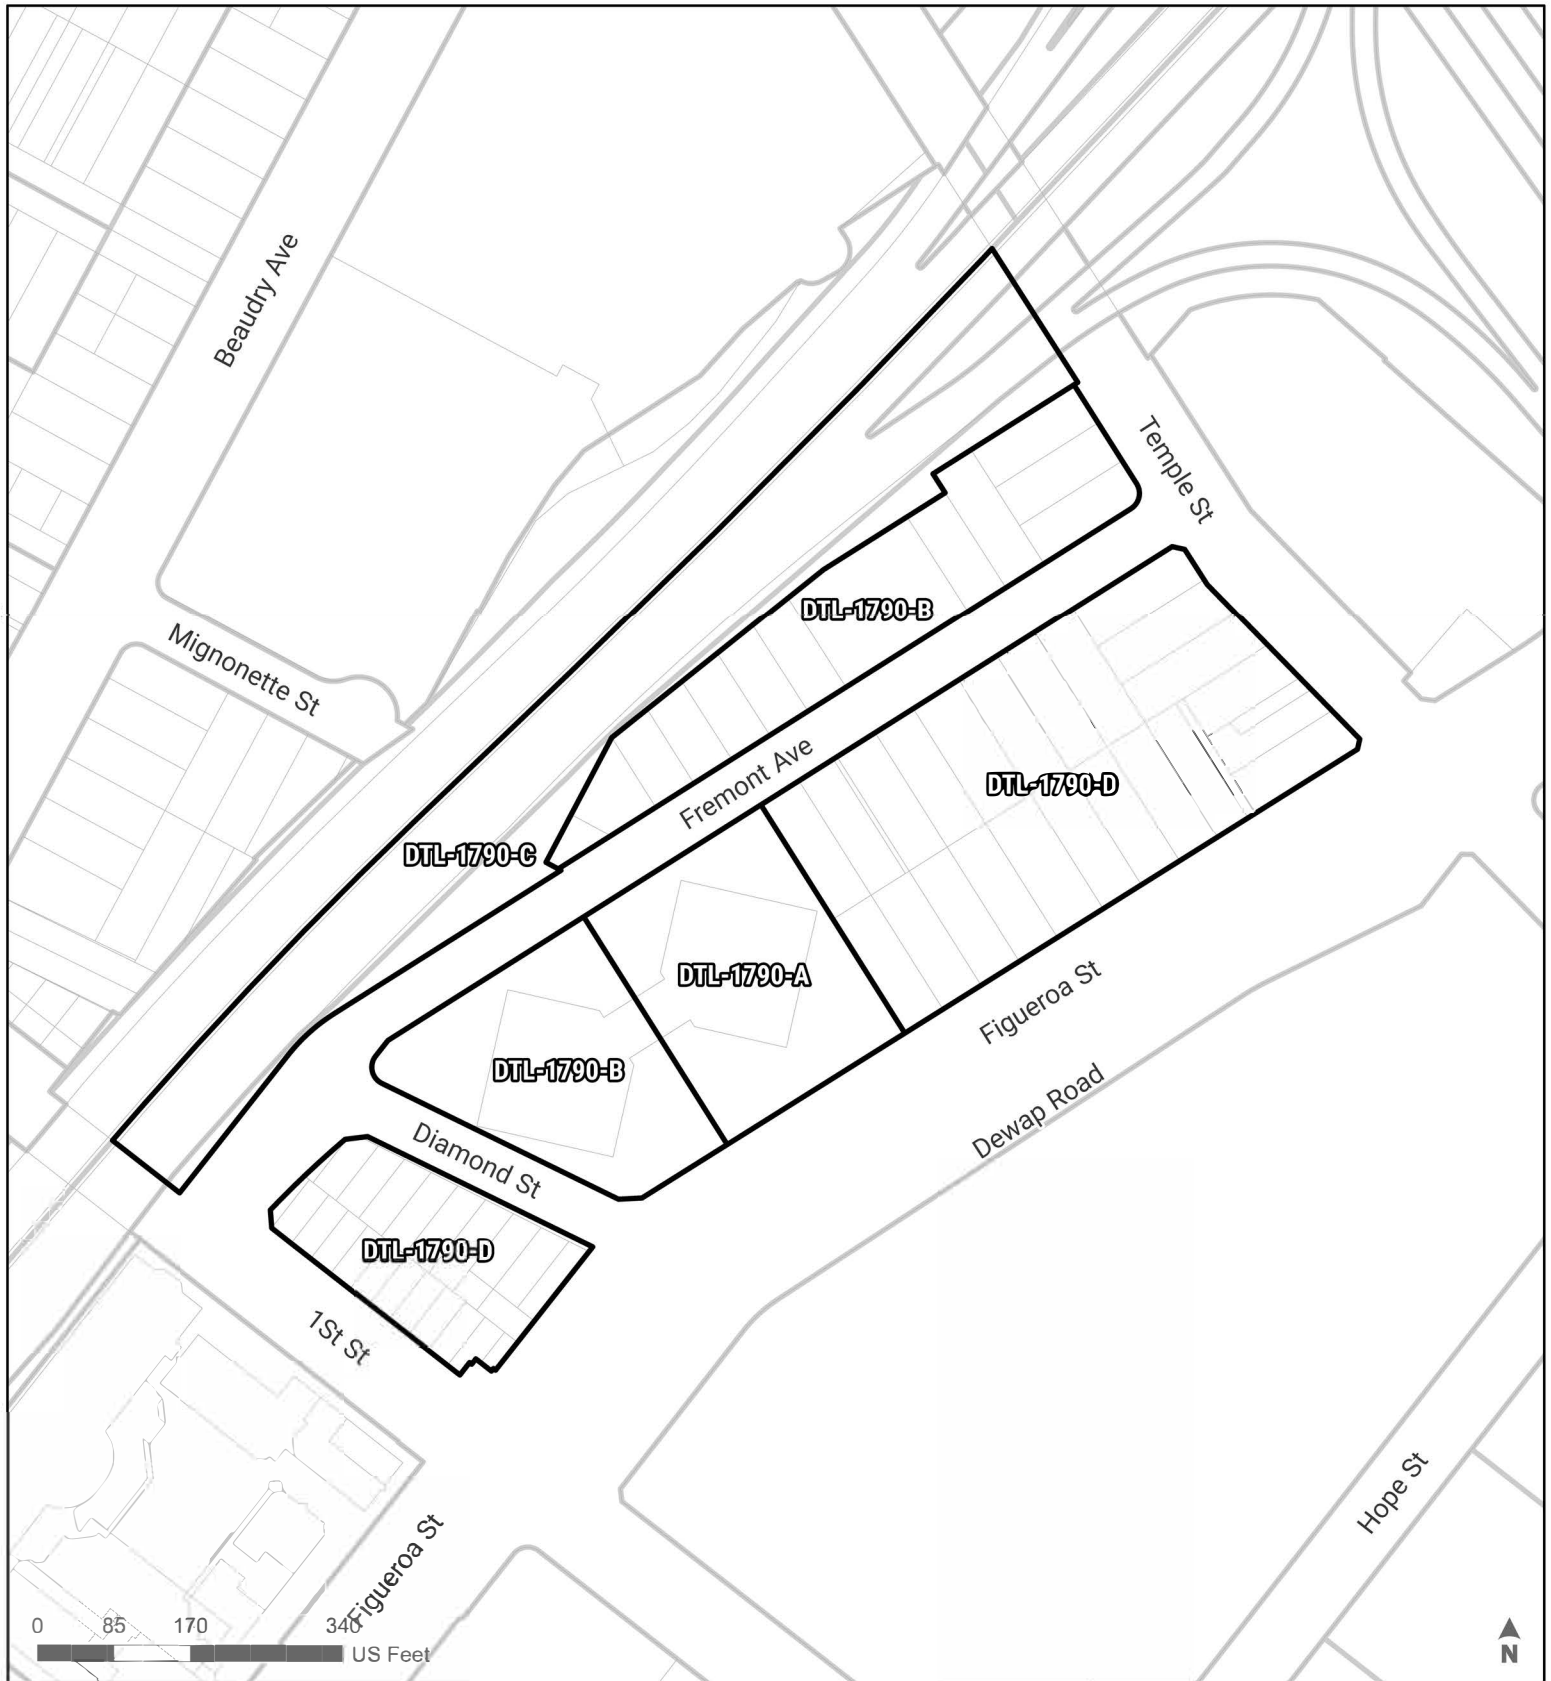 Beaudry Ave
Temple St
DTL-1790-B
Mignonette St
Fremont Ave
DTL-1790-D
DTL-1790-C
DTL-1790-A
Figueroa St
DTL-1790-B
Dewap Road
Diamond St
DTL-1790-D
1St St
Hope St
Figueroa St
0 85 170 340
US Feet
N